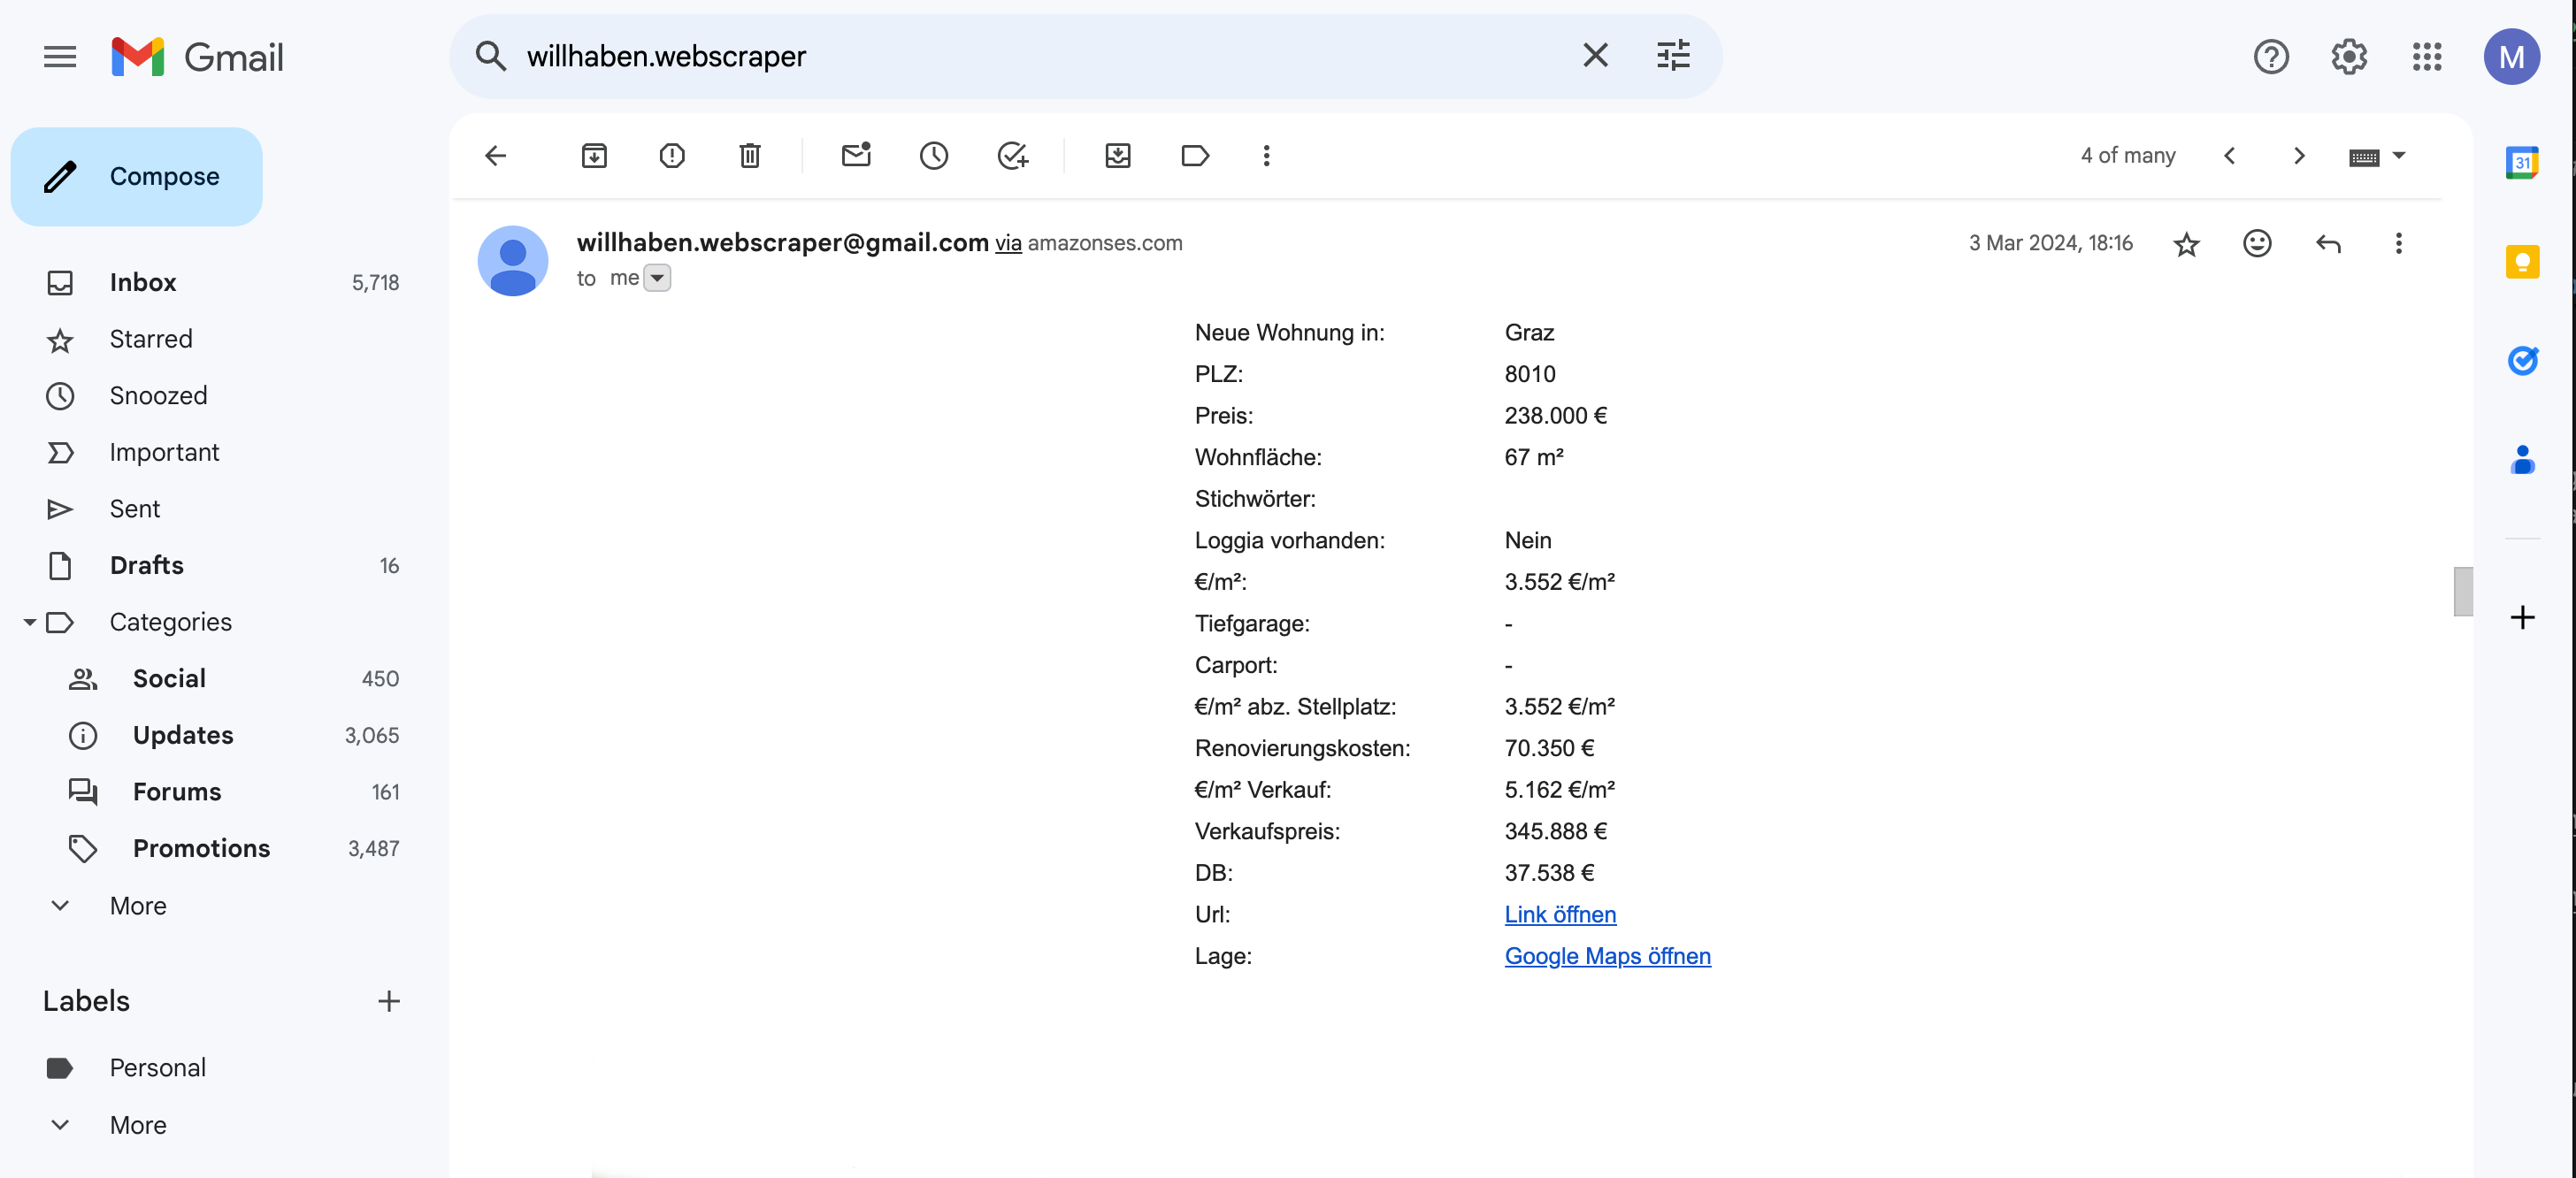 Gmail
willhaben.webscraper
M
Compose
4 of many
31
willhaben.webscraper@gmail.com via amazonses.com
3 Mar 2024, 18:16
to me
Inbox 5,718
Starred
Snoozed
Important
Sent
Drafts 16
Categories
Social 450
Updates 3,065
Forums 161
Promotions 3,487
More
Labels
Personal
More
Neue Wohnung in: Graz
PLZ: 8010
Preis: 238.000 €
Wohnfläche: 67 m²
Stichwörter:
Loggia vorhanden: Nein
€/m²: 3.552 €/m²
Tiefgarage: -
Carport: -
€/m² abz. Stellplatz: 3.552 €/m²
Renovierungskosten: 70.350 €
€/m² Verkauf: 5.162 €/m²
Verkaufspreis: 345.888 €
DB: 37.538 €
Url: Link öffnen
Lage: Google Maps öffnen